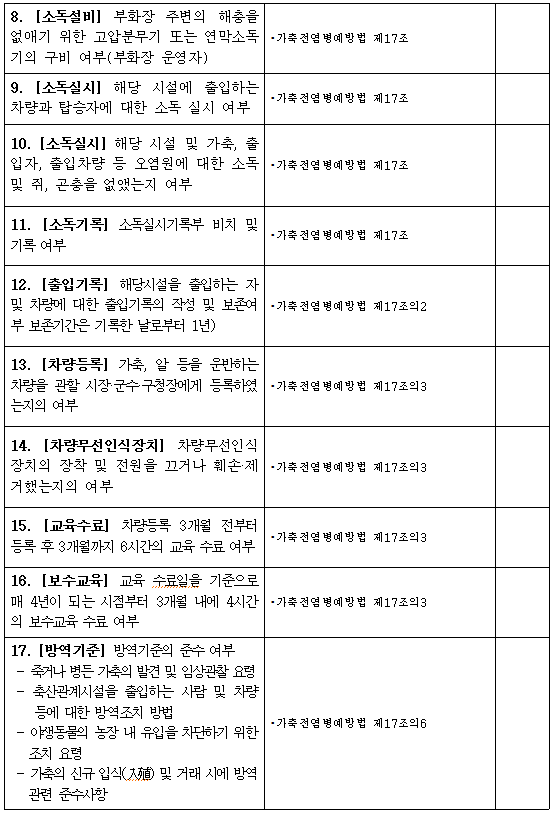 8. [소독설비] 부화장 주변의 해충을
없애기 위한 고압분무기 또는 연막소독
기의 구비 여부(부화장 운영자)
•가축전염병예방법 제17조
9. [소독실시] 해당 시설에 출입하는
차량과 탑승자에 대한 소독 실시 여부
•가축전염병예방법 제17조
10. [소독실시] 해당 시설 및 가축, 출
입자, 출입차량 등 오염원에 대한 소독
및 쥐, 곤충을 없앴는지 여부
•가축전염병예방법 제17조
11. [소독기록] 소독실시기록부 비치 및
기록 여부
•가축전염병예방법 제17조
12. [출입기록] 해당시설을 출입하는 자
및 차량에 대한 출입기록의 작성 및 보존여
부 보존기간은 기록한 날로부터 1년)
•가축전염병예방법 제17조의2
13. [차량등록] 가축, 알 등을 운반하는
차량을 관할 시장·군수·구청장에게 등록하였
는지의 여부
•가축전염병예방법 제17조의3
14. [차량무선인식장치] 차량무선인식
장치의 장착 및 전원을 끄거나 훼손·제
거했는지의 여부
•가축전염병예방법 제17조의3
15. [교육수료] 차량등록 3개월 전부터
등록 후 3개월까지 6시간의 교육 수료 여부
•가축전염병예방법 제17조의3
16. [보수교육] 교육 수료일을 기준으로
매 4년이 되는 시점부터 3개월 내에 4시간
의 보수교육 수료 여부
•가축전염병예방법 제17조의3
17. [방역기준] 방역기준의 준수 여부
- 죽거나 병든 가축의 발견 및 임상관찰 요령
- 축산관계시설을 출입하는 사람 및 차량
등에 대한 방역조치 방법
- 야생동물의 농장 내 유입을 차단하기 위한
조치 요령
- 가축의 신규 입식(入殖) 및 거래 시에 방역
관련 준수사항
•가축전염병예방법 제17조의6